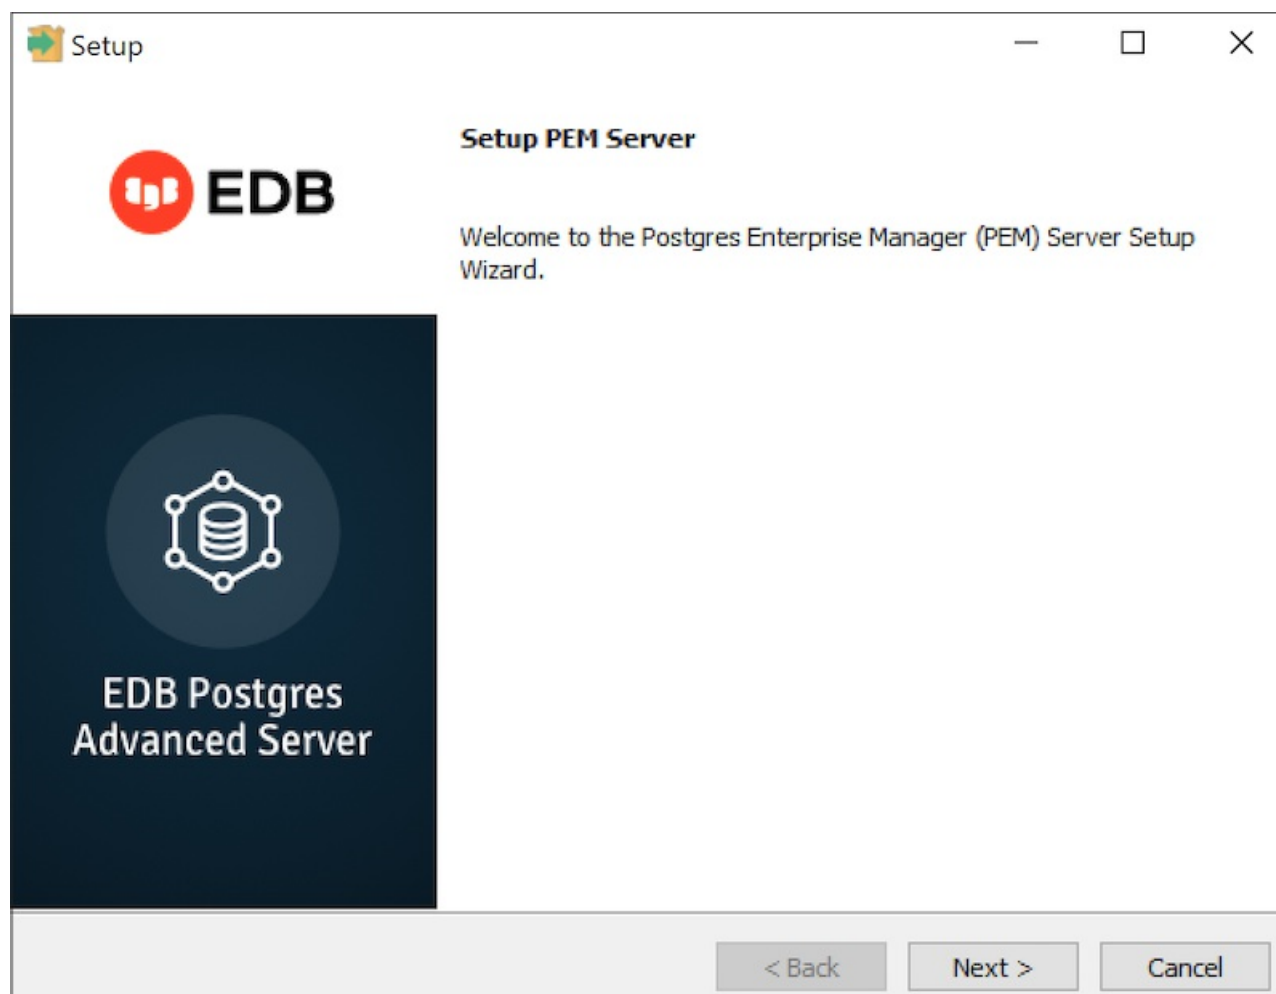 Setup
EDB
Setup PEM Server
Welcome to the Postgres Enterprise Manager (PEM) Server Setup
Wizard.
EDB Postgres
Advanced Server
< Back
Next >
Cancel